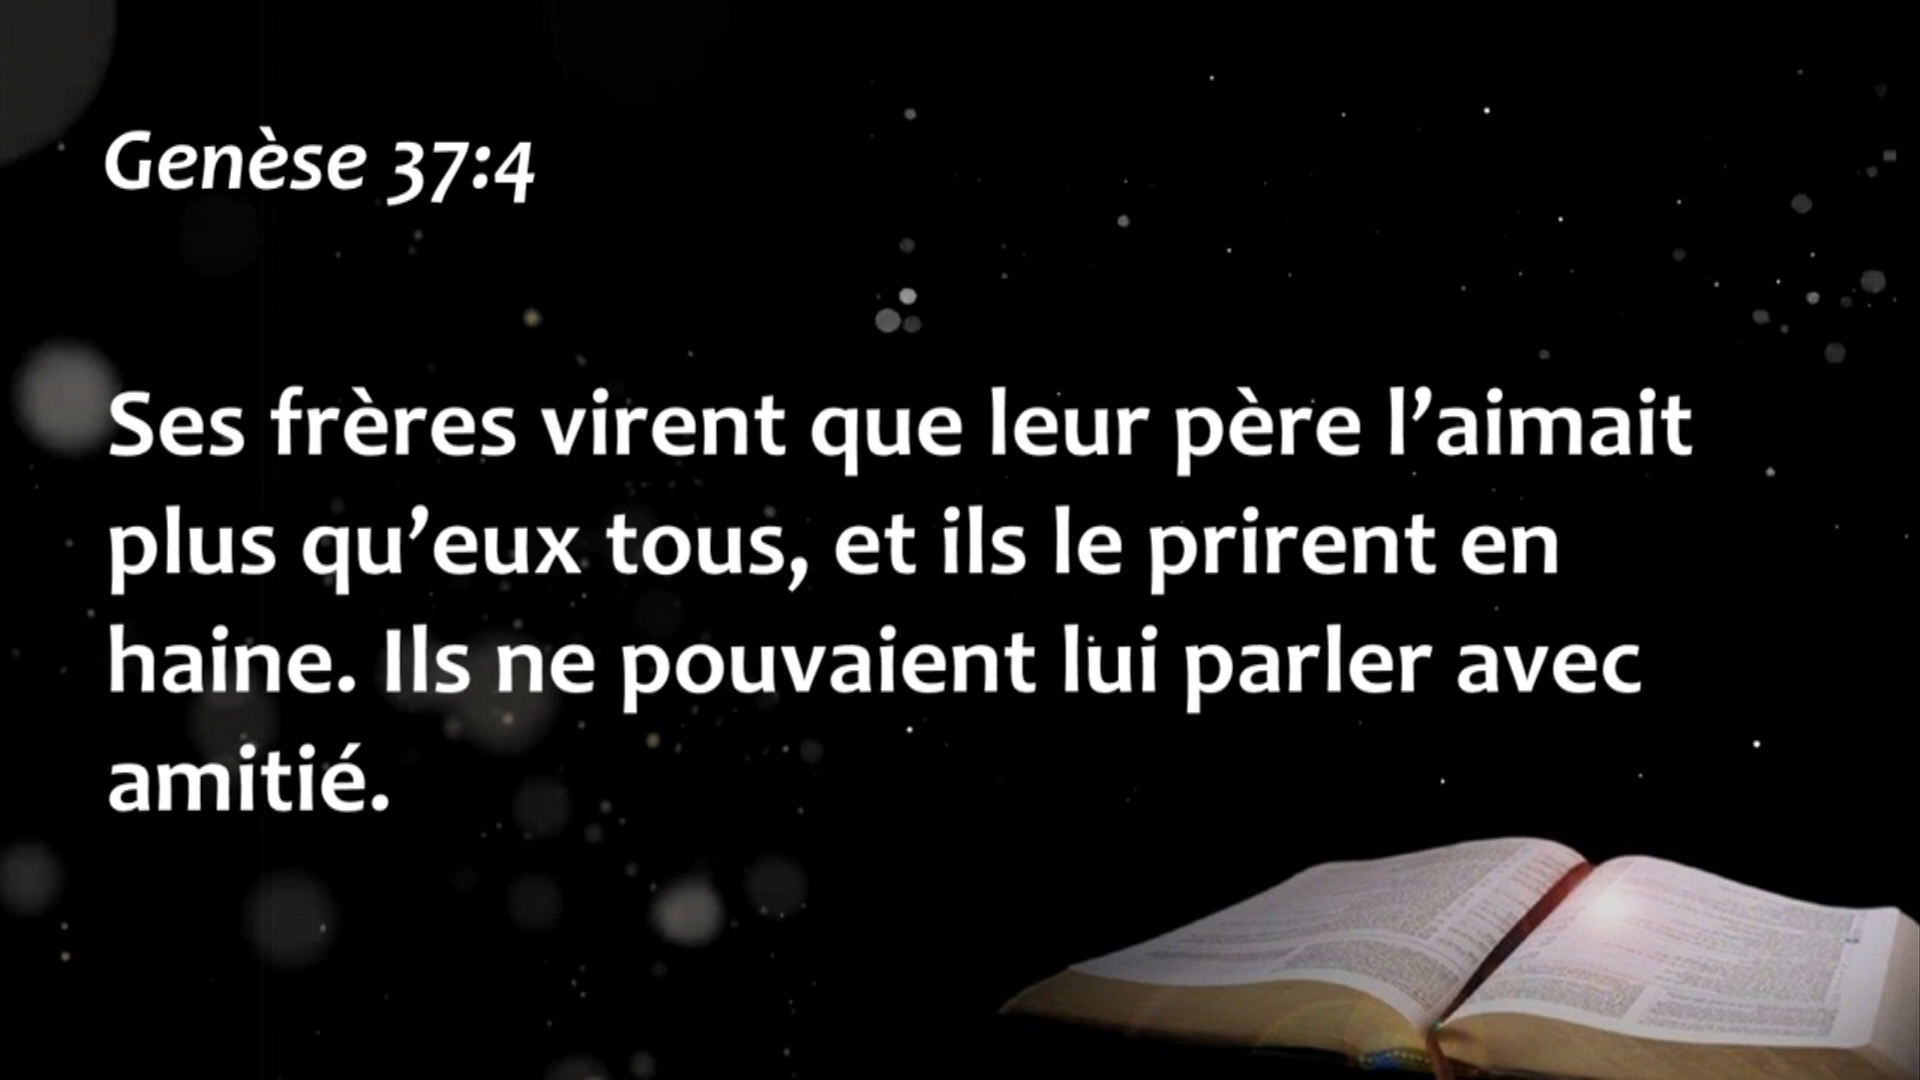 Genèse 37:4
Ses frères virent que leur père l’aimait
plus qu’eux tous, et ils le prirent en
haine. Ils ne pouvaient lui parler avec
amitié.